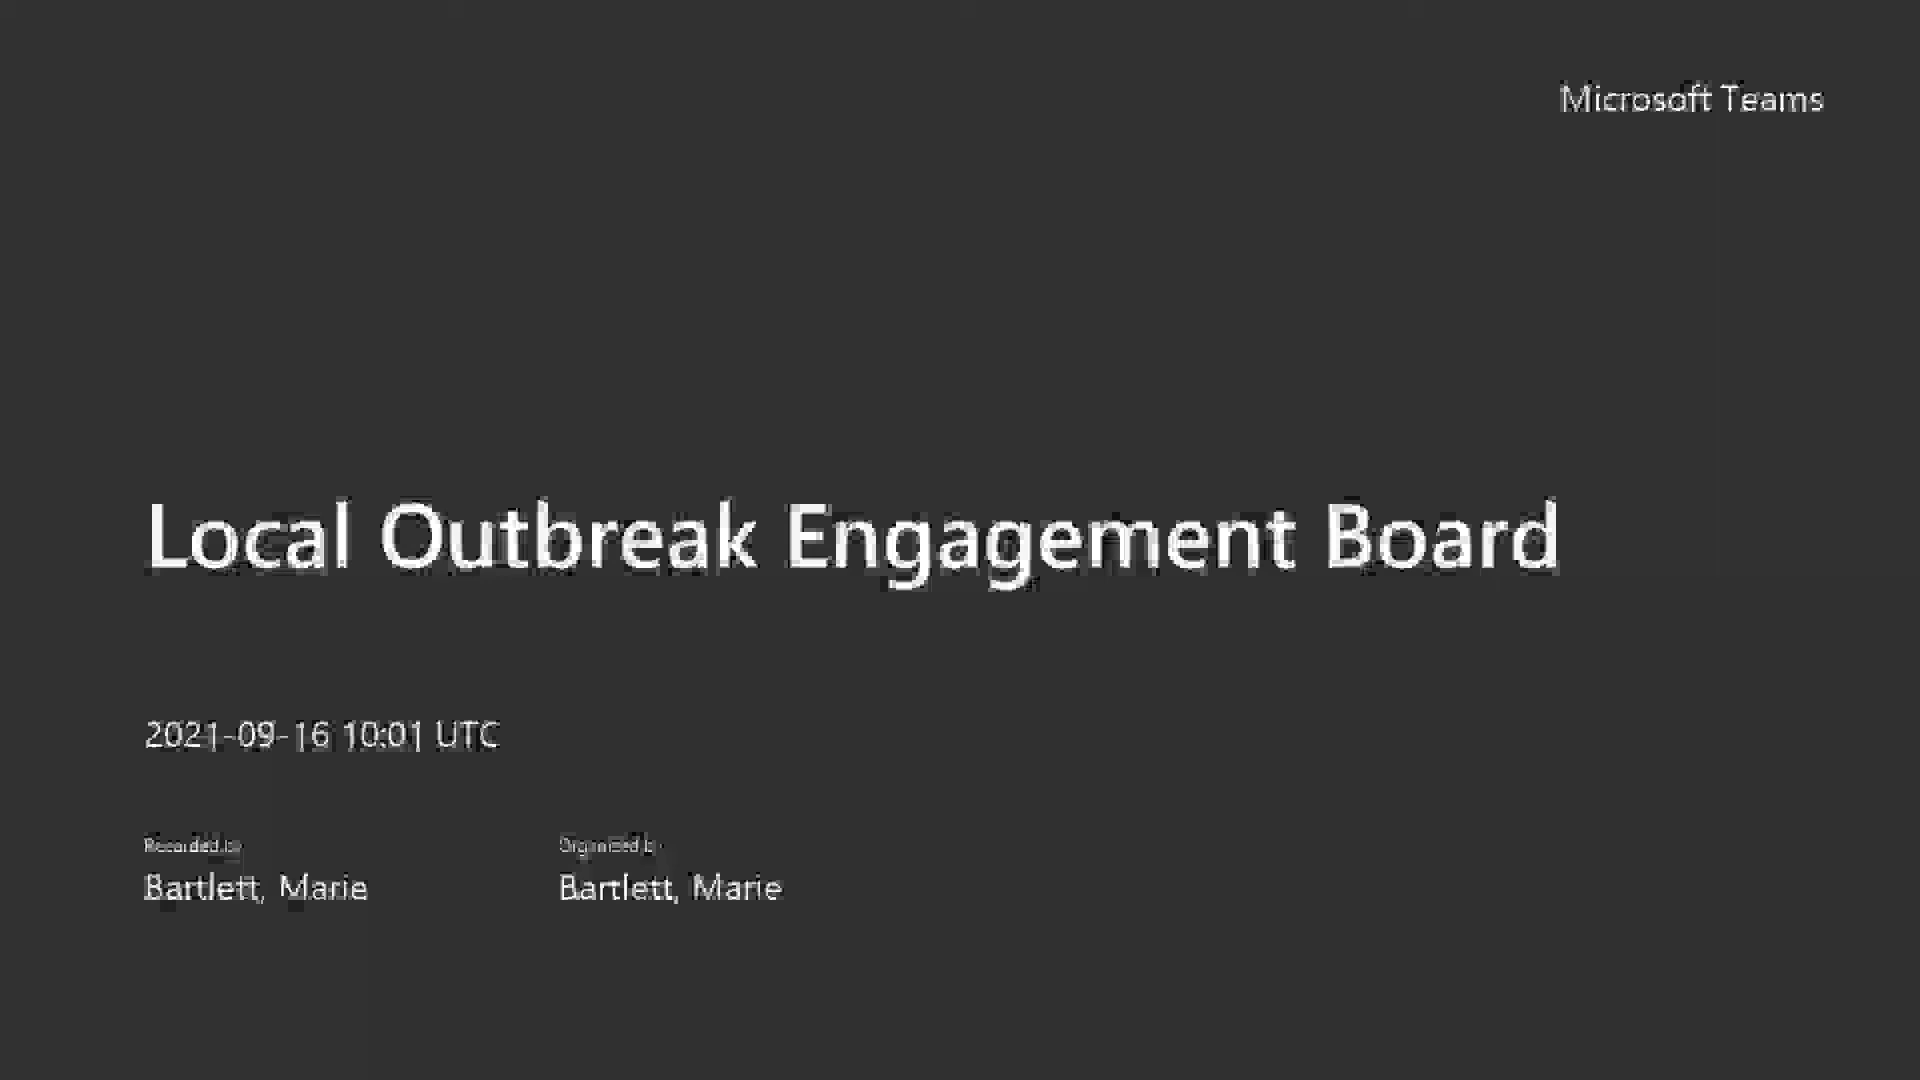 Microsoft Teams
Local Outbreak Engagement Board
2021-09-16 10:01 UTC
Recorded by
Organized by
Bartlett, Marie
Bartlett, Marie